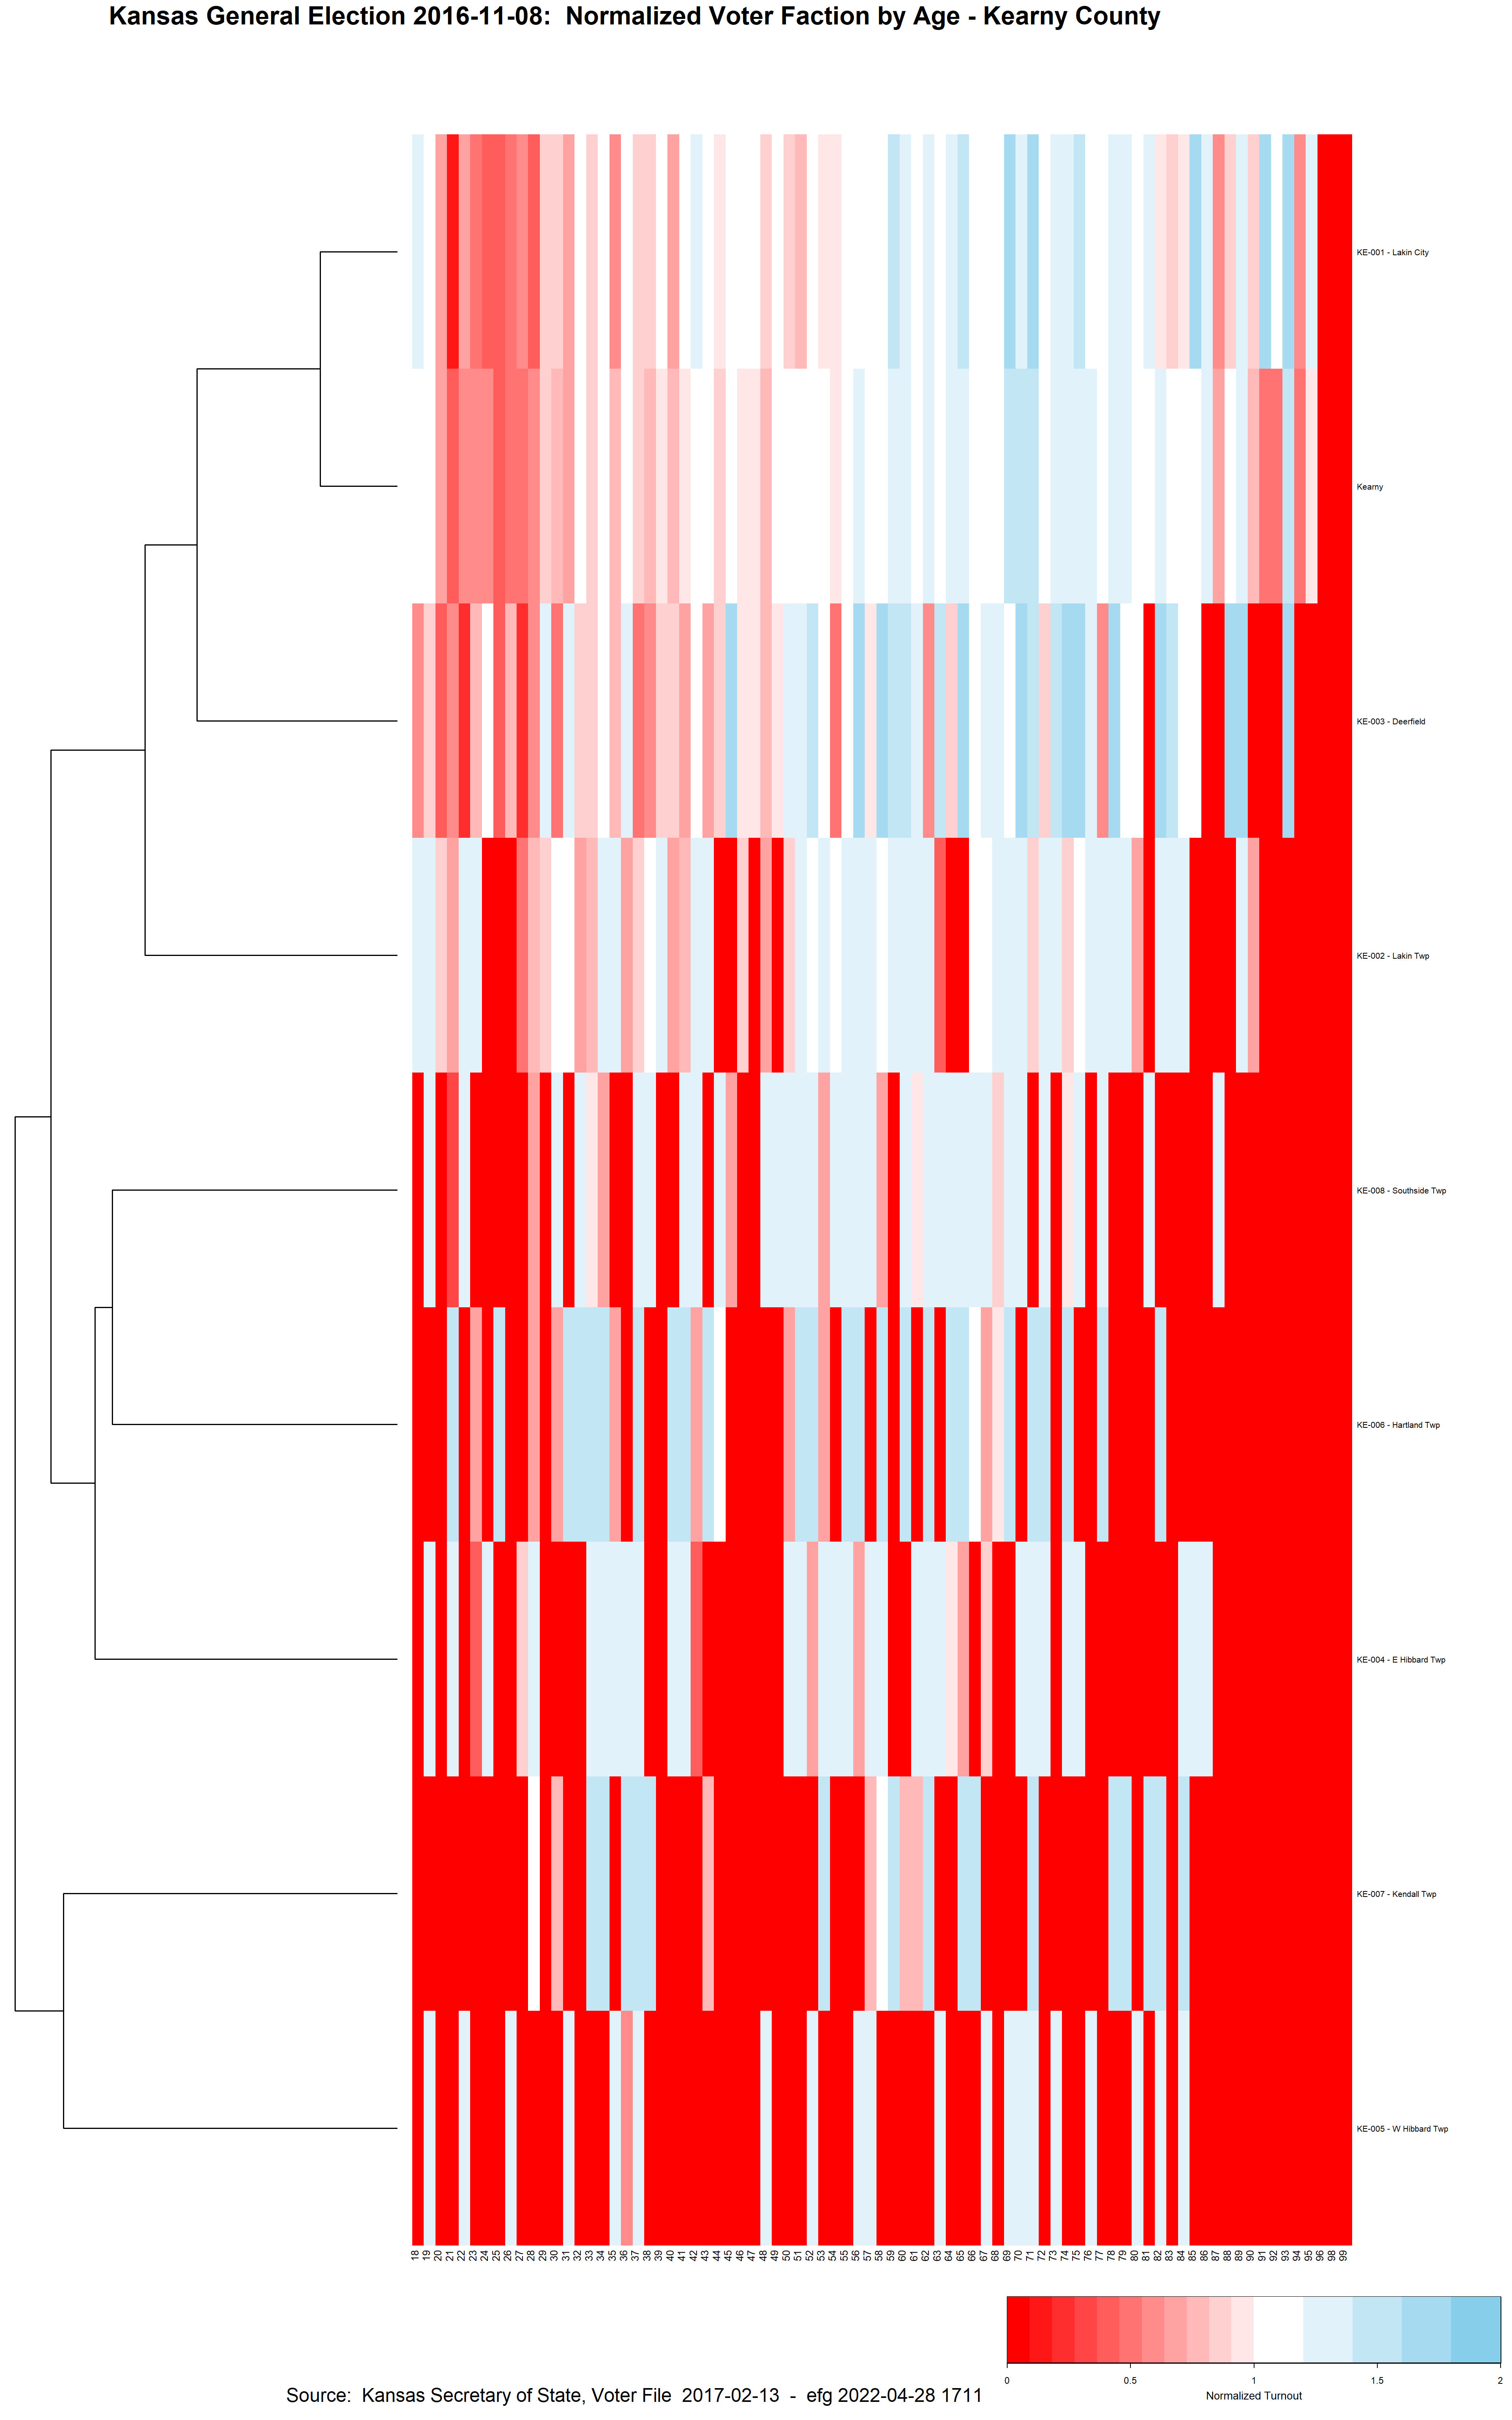 Kansas General Election 2016-11-08:  Normalized Voter Faction by Age - Kearny County
KE-001 - Lakin City
Kearny
KE-003 - Deerfield
KE-002 - Lakin Twp
KE-008 - Southside Twp
KE-006 - Hartland Twp
KE-004 - E Hibbard Twp
KE-007 - Kendall Twp
KE-005 - W Hibbard Twp
18 19 20 21 22 23 24 25 26 27 28 29 30 31 32 33 34 35 36 37 38 39 40 41 42 43 44 45 46 47 48 49 50 51 52 53 54 55 56 57 58 59 60 61 62 63 64 65 66 67 68 69 70 71 72 73 74 75 76 77 78 79 80 81 82 83 84 85 86 87 88 89 90 91 92 93 94 95 96 98 99
0 0.5 1 1.5 2
Normalized Turnout
Source:  Kansas Secretary of State, Voter File  2017-02-13  -  efg 2022-04-28 1711